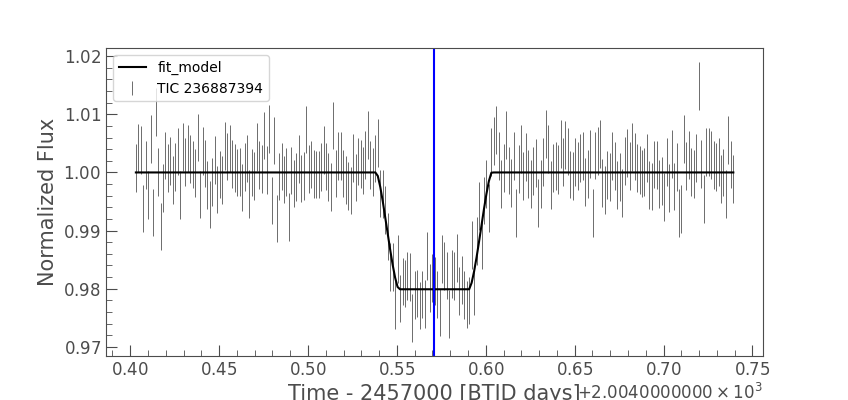 fit_model
TIC 236887394
Normalized Flux
1.02
1.01
1.00
0.99
0.98
0.97
0.40 0.45 0.50 0.55 0.60 0.65 0.70 0.75
Time - 2457000 [BTJD days]
+2.0040000000 × 10³